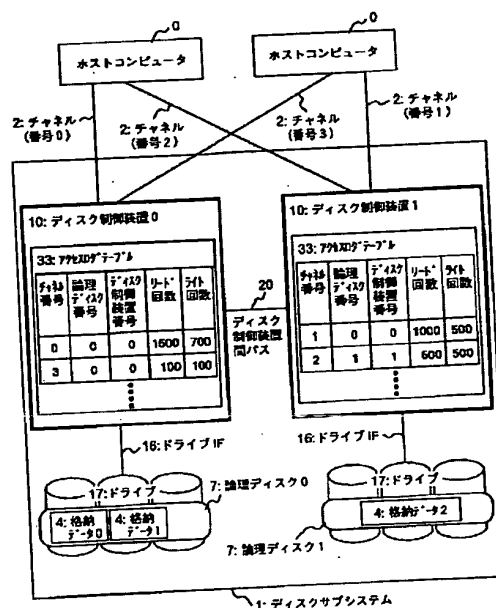 0
0
ホストコンピュータ
ホストコンピュータ
2:チャネル
(番号0)
2:チャネル
(番号2)
2:チャネル
(番号3)
2:チャネル
(番号1)
10:ディスク制御装置0
33:アクセスログテーブル
チャネル番号 論理ディスク番号 ディスク制御装置番号 リード回数 ライト回数
0 0 0 1500 700
3 0 0 100 100
20
ディスク
制御装置
間パス
10:ディスク制御装置1
33:アクセスログテーブル
チャネル番号 論理ディスク番号 ディスク制御装置番号 リード回数 ライト回数
1 0 0 1000 500
2 1 1 500
16:ドライブIF
16:ドライブIF
17:ドライブ
4:格納データ0
4:格納データ1
7:論理ディスク0
17:ドライブ
4:格納データ2
7:論理ディスク1
1:ディスクサブシステム